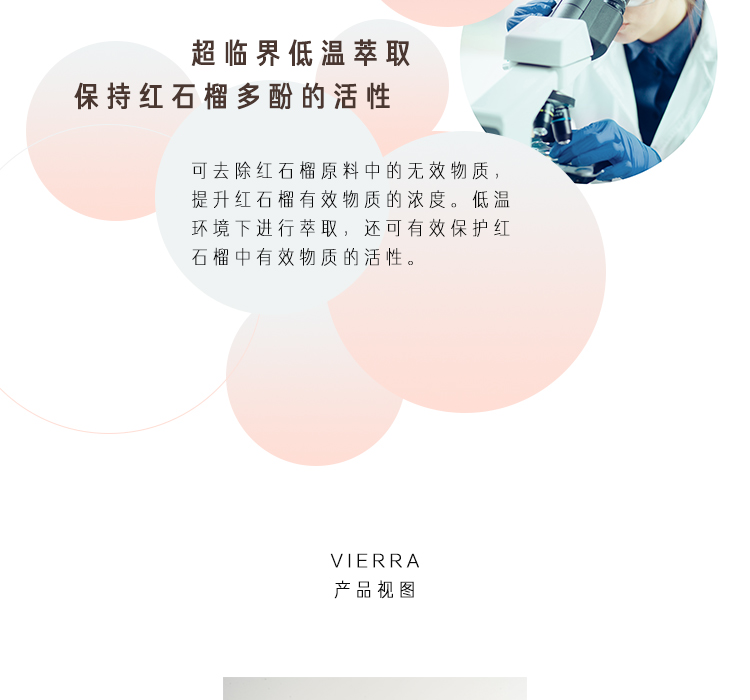 超临界低温萃取
保持红石榴多酚的活性
可去除红石榴原料中的无效物质，
提升红石榴有效物质的浓度。低温
环境下进行萃取，还可有效保护红
石榴中有效物质的活性。
VIERRA
产品视图